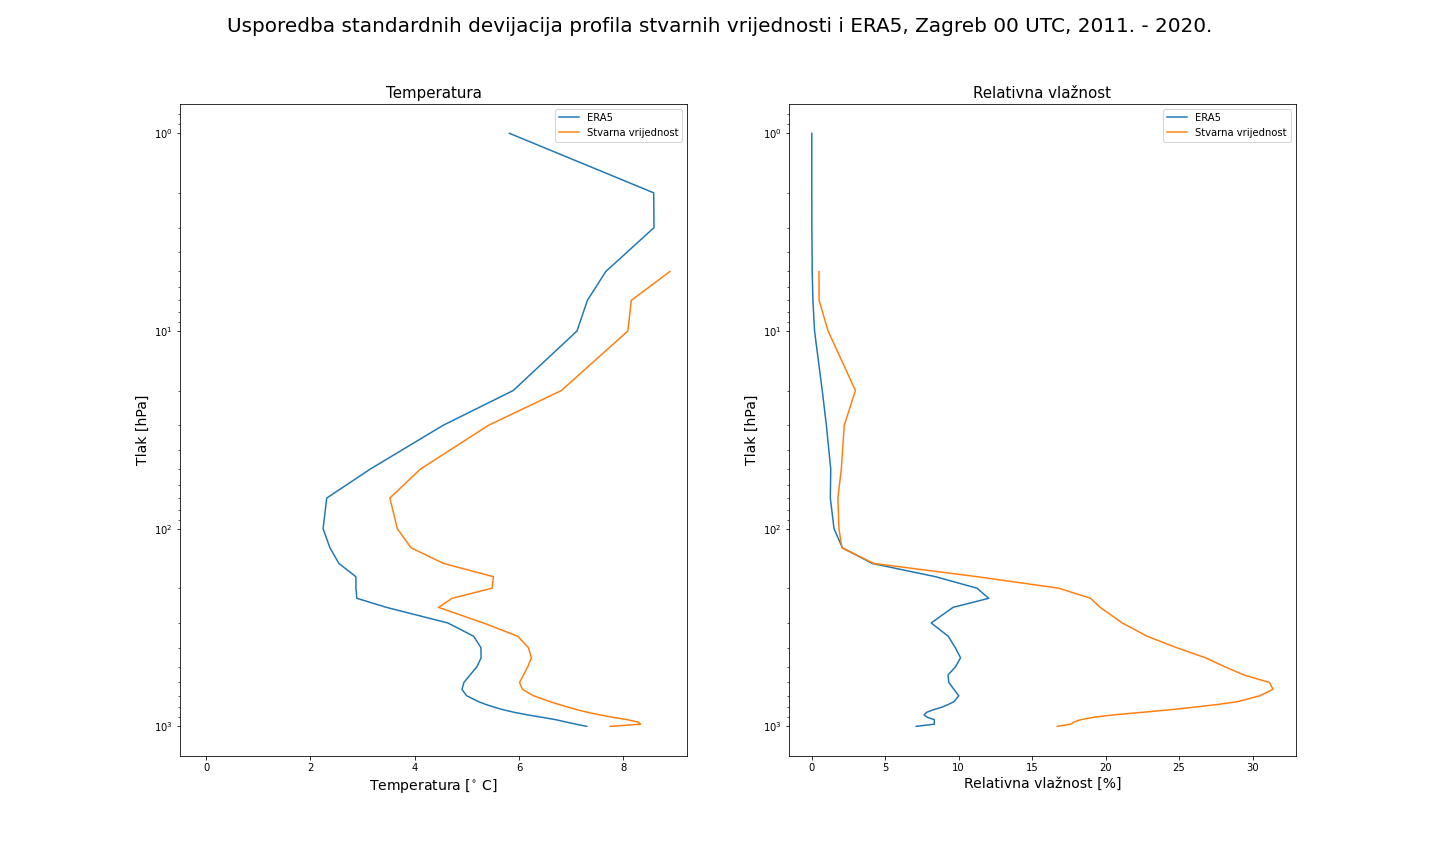 Usporedba standardnih devijacija profila stvarnih vrijednosti i ERA5, Zagreb 00 UTC, 2011. - 2020.
Temperatura
ERA5
Stvarna vrijednost
10⁰
10¹
10²
10³
Tlak [hPa]
0 2 4 6 8
Temperatura [° C]
Relativna vlažnost
ERA5
Stvarna vrijednost
10⁰
10¹
10²
10³
Tlak [hPa]
0 5 10 15 20 25 30
Relativna vlažnost [%]